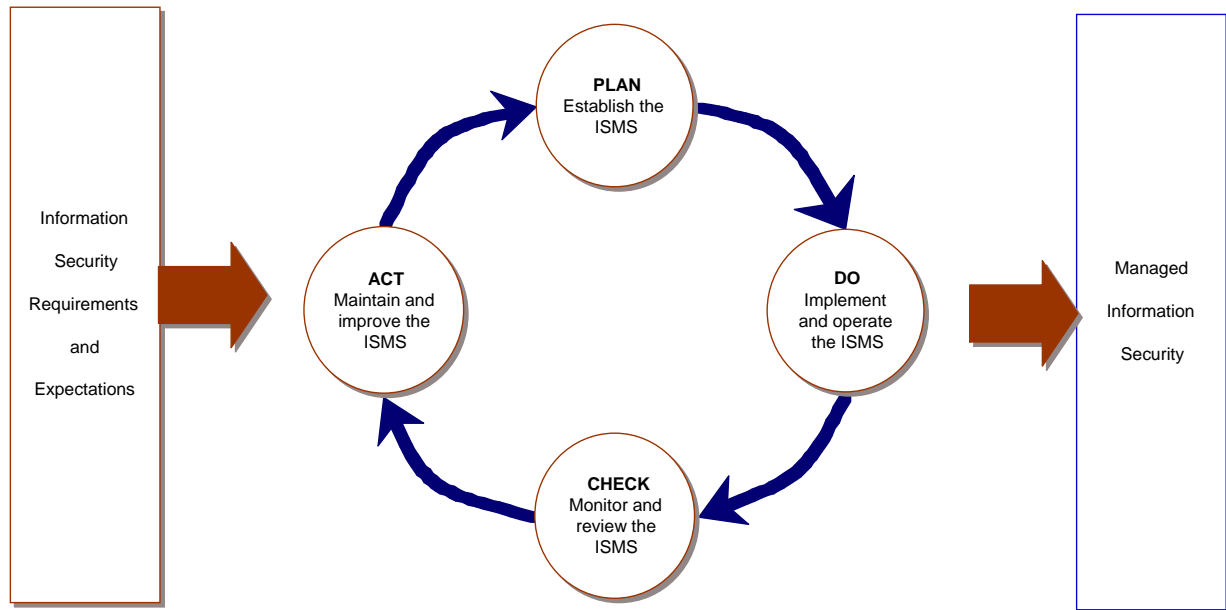 Information
Security
Requirements
and
Expectations
PLAN
Establish the
ISMS
ACT
Maintain and
improve the
ISMS
DO
Implement
and operate
the ISMS
CHECK
Monitor and
review the
ISMS
Managed
Information
Security